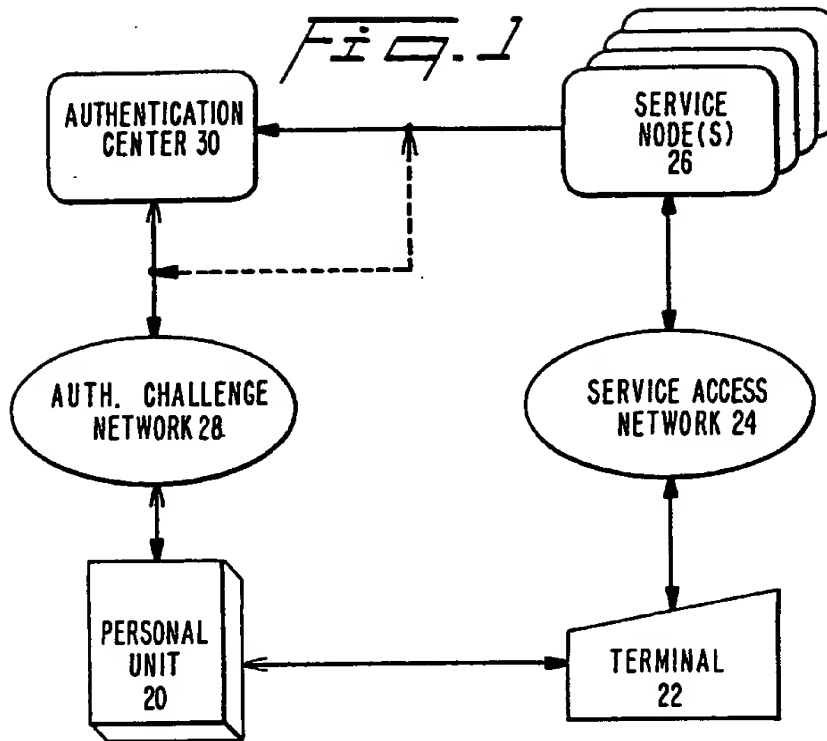 Fig. 1
AUTHENTICATION
CENTER 30
SERVICE
NODE(S)
26
AUTH. CHALLENGE
NETWORK 28
SERVICE ACCESS
NETWORK 24
PERSONAL
UNIT
20
TERMINAL
22